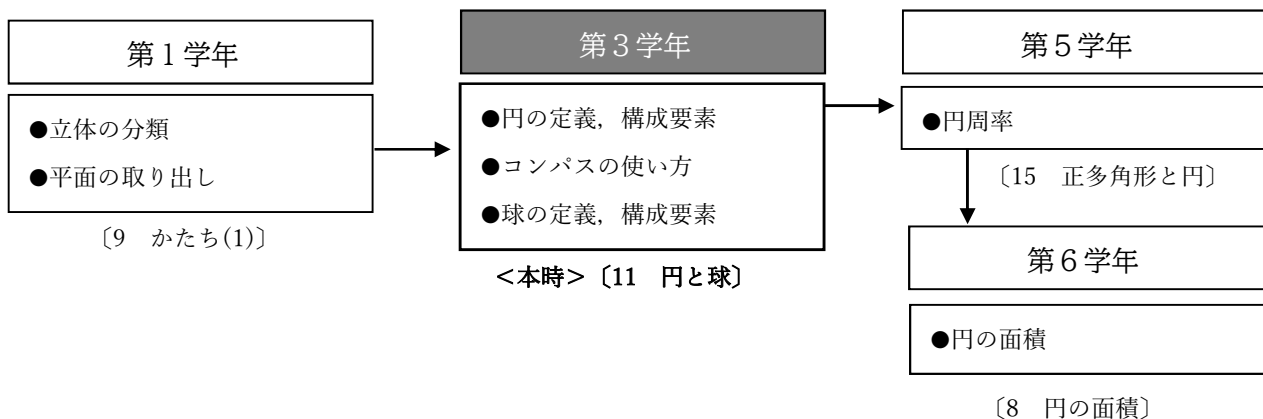 第１学年
●立体の分類
●平面の取り出し
〔9　かたち(1)〕
第３学年
●円の定義，構成要素
●コンパスの使い方
●球の定義，構成要素
＜本時＞〔11　円と球〕
第５学年
●円周率
〔15　正多角形と円〕
第６学年
●円の面積
〔8　円の面積〕